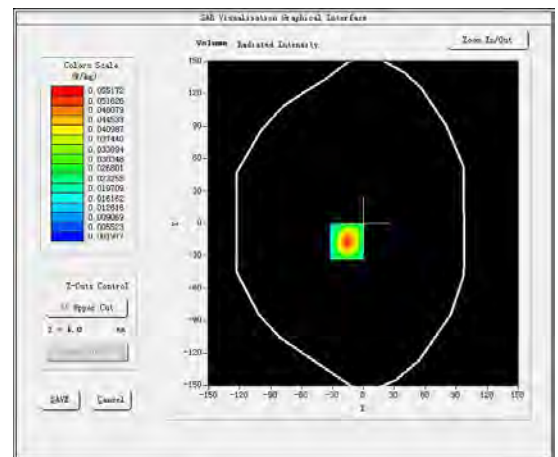 SAR Visualisation Graphical Interface
Volume Radiated Intensity
Zoom In/Out
Colors Scale
(W/kg)
0.055172
0.051626
0.048079
0.044533
0.040987
0.037440
0.033894
0.030348
0.026801
0.023255
0.019709
0.016162
0.012616
0.009069
0.005523
0.001977
150
120
90
60
30
0
-30
-60
-90
-120
-150
-150 -120 -90 -60 -30 0 30 60 90 120 150
Z-Cuts Control
Upper Cut
SAVE
Cancel